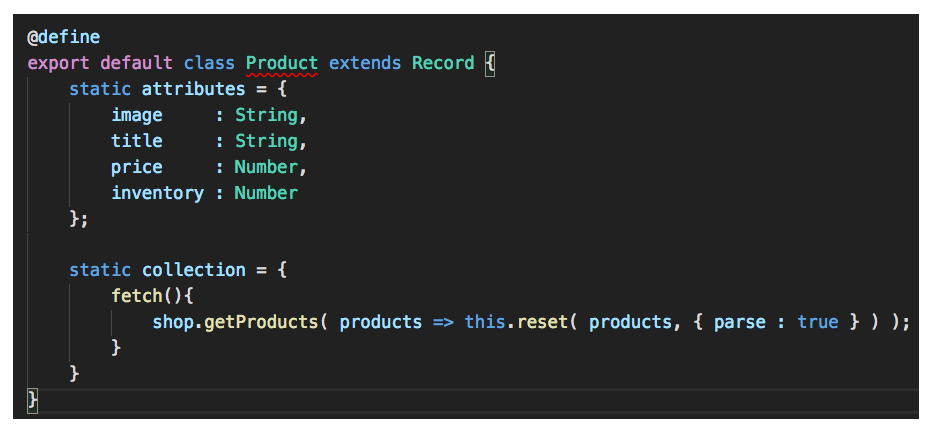 @define
export default class Product extends Record {
    static attributes = {
        image     : String,
        title     : String,
        price     : Number,
        inventory : Number
    };

    static collection = {
        fetch(){
            shop.getProducts( products => this.reset( products, { parse : true } ) );
        }
    }
}